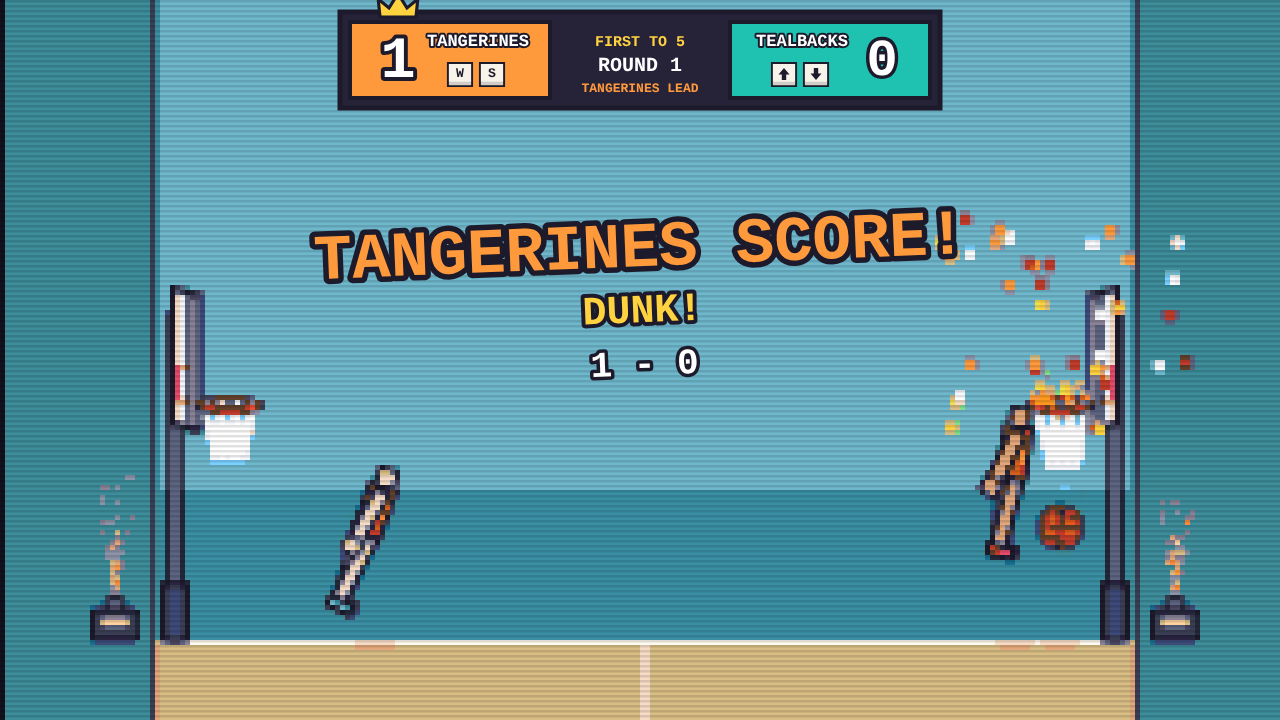 1 TANGERINES
W S
FIRST TO 5
ROUND 1
TANGERINES LEAD
TEALBACKS 0
TANGERINES SCORE!
DUNK!
1 - 0